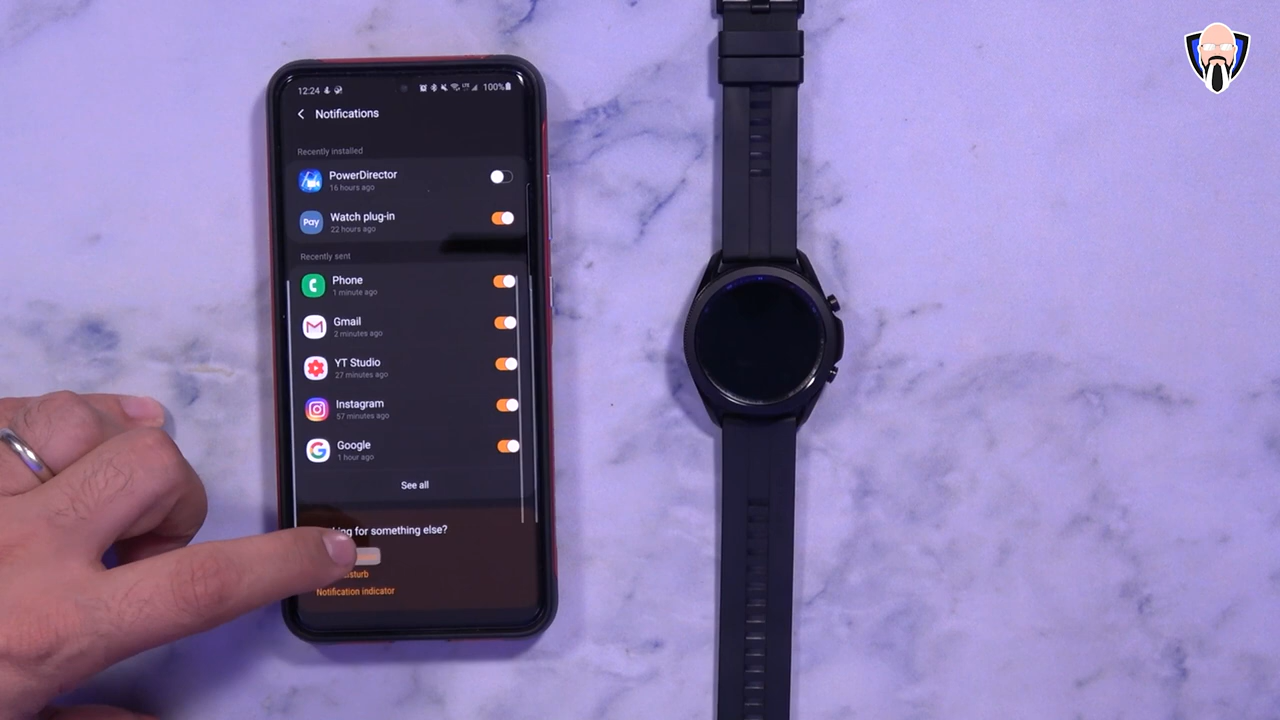 12:24
LTE
100%
Notifications
Recently installed
PowerDirector
16 hours ago
Pay
Watch plug-in
22 hours ago
Recently sent
Phone
1 minute ago
Gmail
2 minutes ago
YT Studio
27 minutes ago
Instagram
57 minutes ago
Google
1 hour ago
See all
for something else?
Notification indicator